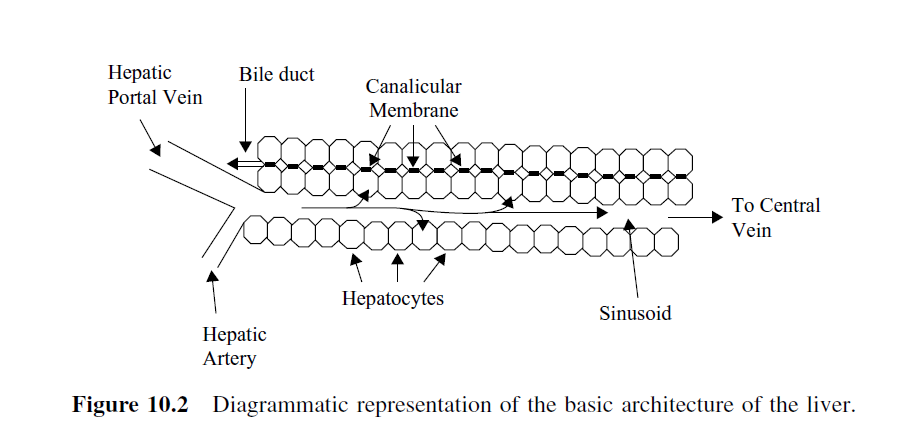 Hepatic
Portal Vein
Bile duct
Canalicular
Membrane
To Central
Vein
Hepatocytes
Sinusoid
Hepatic
Artery
Figure 10.2 Diagrammatic representation of the basic architecture of the liver.